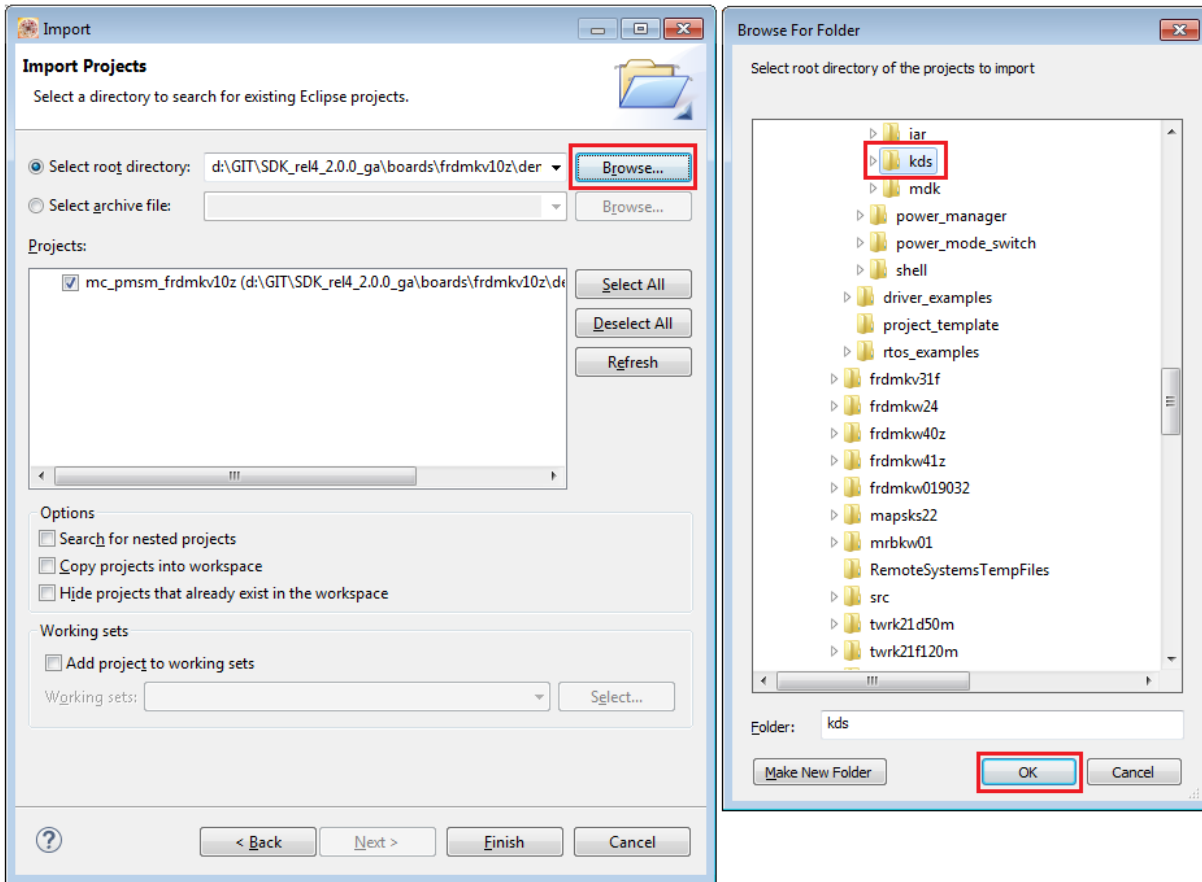 Import
Import Projects
Select a directory to search for existing Eclipse projects.
Select root directory: d:\GIT\SDK_rel4_2.0.0_ga\boards\frdmkv10z\der Browse...
Select archive file: Browse...
Projects:
mc_pmsm_frdmkv10z (d:\GIT\SDK_rel4_2.0.0_ga\boards\frdmkv10z\de
Select All
Deselect All
Refresh
Options
Search for nested projects
Copy projects into workspace
Hide projects that already exist in the workspace
Working sets
Add project to working sets
Working sets: Select...
? < Back Next > Finish Cancel
Browse For Folder
Select root directory of the projects to import
iar
kds
mdk
power_manager
power_mode_switch
shell
driver_examples
project_template
rtos_examples
frdmkv31f
frdmkw24
frdmkw40z
frdmkw41z
frdmkw019032
mapsks22
mrbkw01
RemoteSystemsTempFiles
src
twrk21d50m
twrk21f120m
Folder: kds
Make New Folder OK Cancel